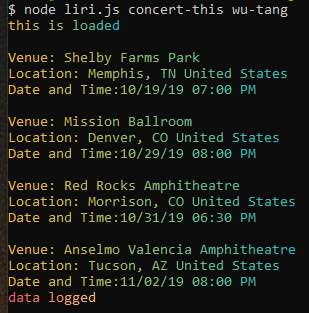 $ node liri.js concert-this wu-tang
this is loaded
Venue: Shelby Farms Park
Location: Memphis, TN United States
Date and Time:10/19/19 07:00 PM
Venue: Mission Ballroom
Location: Denver, CO United States
Date and Time:10/29/19 08:00 PM
Venue: Red Rocks Amphitheatre
Location: Morrison, CO United States
Date and Time:10/31/19 06:30 PM
Venue: Anselmo Valencia Amphitheatre
Location: Tucson, AZ United States
Date and Time:11/02/19 08:00 PM
data logged